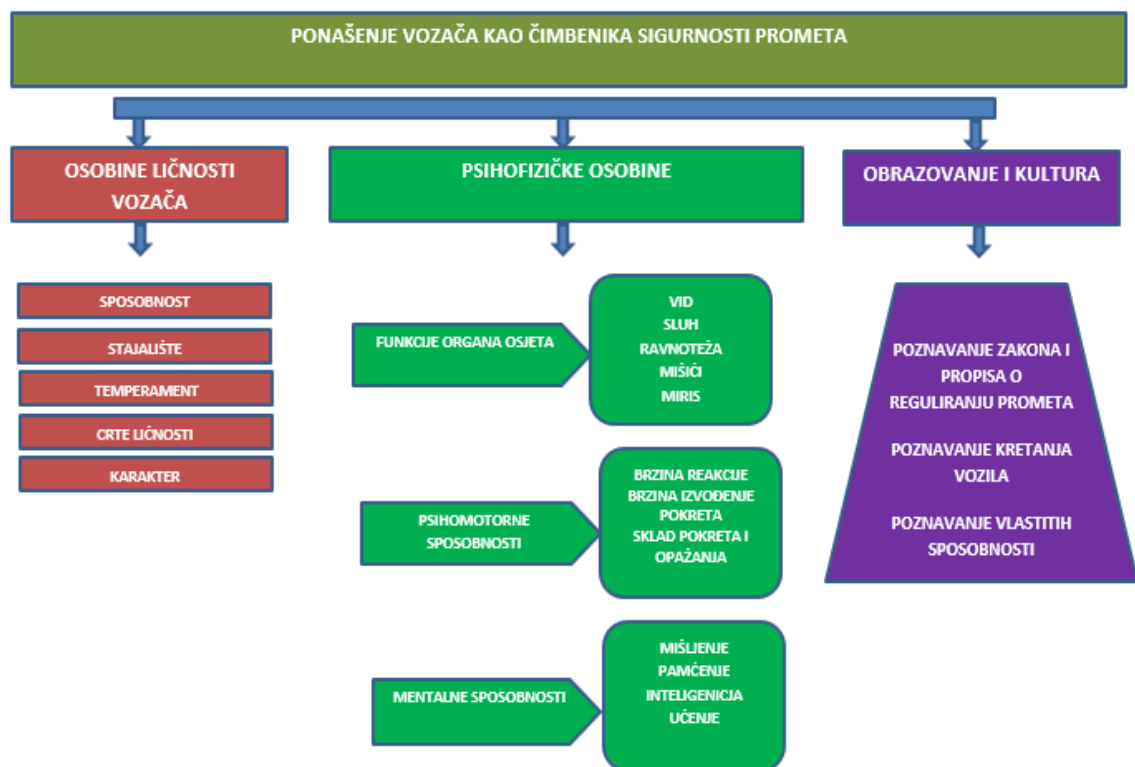 PONAŠENJE VOZAČA KAO ČIMBENIKA SIGURNOSTI PROMETA
OSOBINE LIČNOSTI
VOZAČA
SPOSOBNOST
STAJALIŠTE
TEMPERAMENT
CRTE LIČNOSTI
KARAKTER
PSIHOFIZIČKE OSOBINE
FUNKCIJE ORGANA OSJETA
VID
SLUH
RAVNOTEŽA
MIŠIĆI
MIRIS
PSIHOMOTORNE
SPOSOBNOSTI
BRZINA REAKCIJE
BRZINA IZVOĐENJE
POKRETA
SKLAD POKRETA I
OPAŽANJA
MENTALNE SPOSOBNOSTI
MIŠLJENJE
PAMĆENJE
INTELIGENICJA
UČENJE
OBRAZOVANJE I KULTURA
POZNAVANJE ZAKONA I
PROPISA O
REGULIRANJU PROMETA
POZNAVANJE KRETANJA
VOZILA
POZNAVANJE VLASTITIH
SPOSOBNOSTI